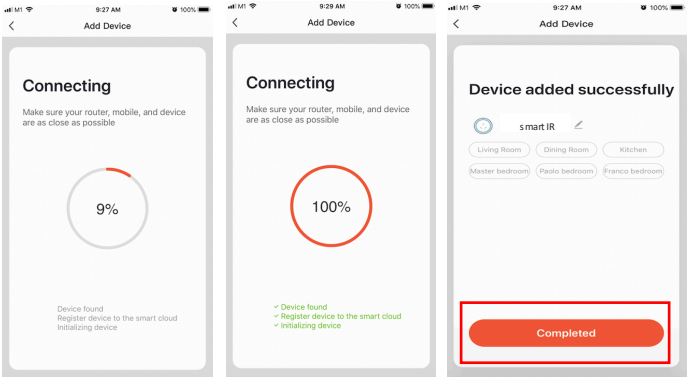 M1 9:27 AM 100%
Add Device
Connecting
Make sure your router, mobile, and device
are as close as possible
9%
Device found
Register device to the smart cloud
Initializing device
M1 9:29 AM 100%
Add Device
Connecting
Make sure your router, mobile, and device
are as close as possible
100%
Device found
Register device to the smart cloud
Initializing device
M1 9:27 AM 100%
Add Device
Device added successfully
smart IR
Living Room Dining Room Kitchen
Master bedroom Paolo bedroom Franco bedroom
Completed